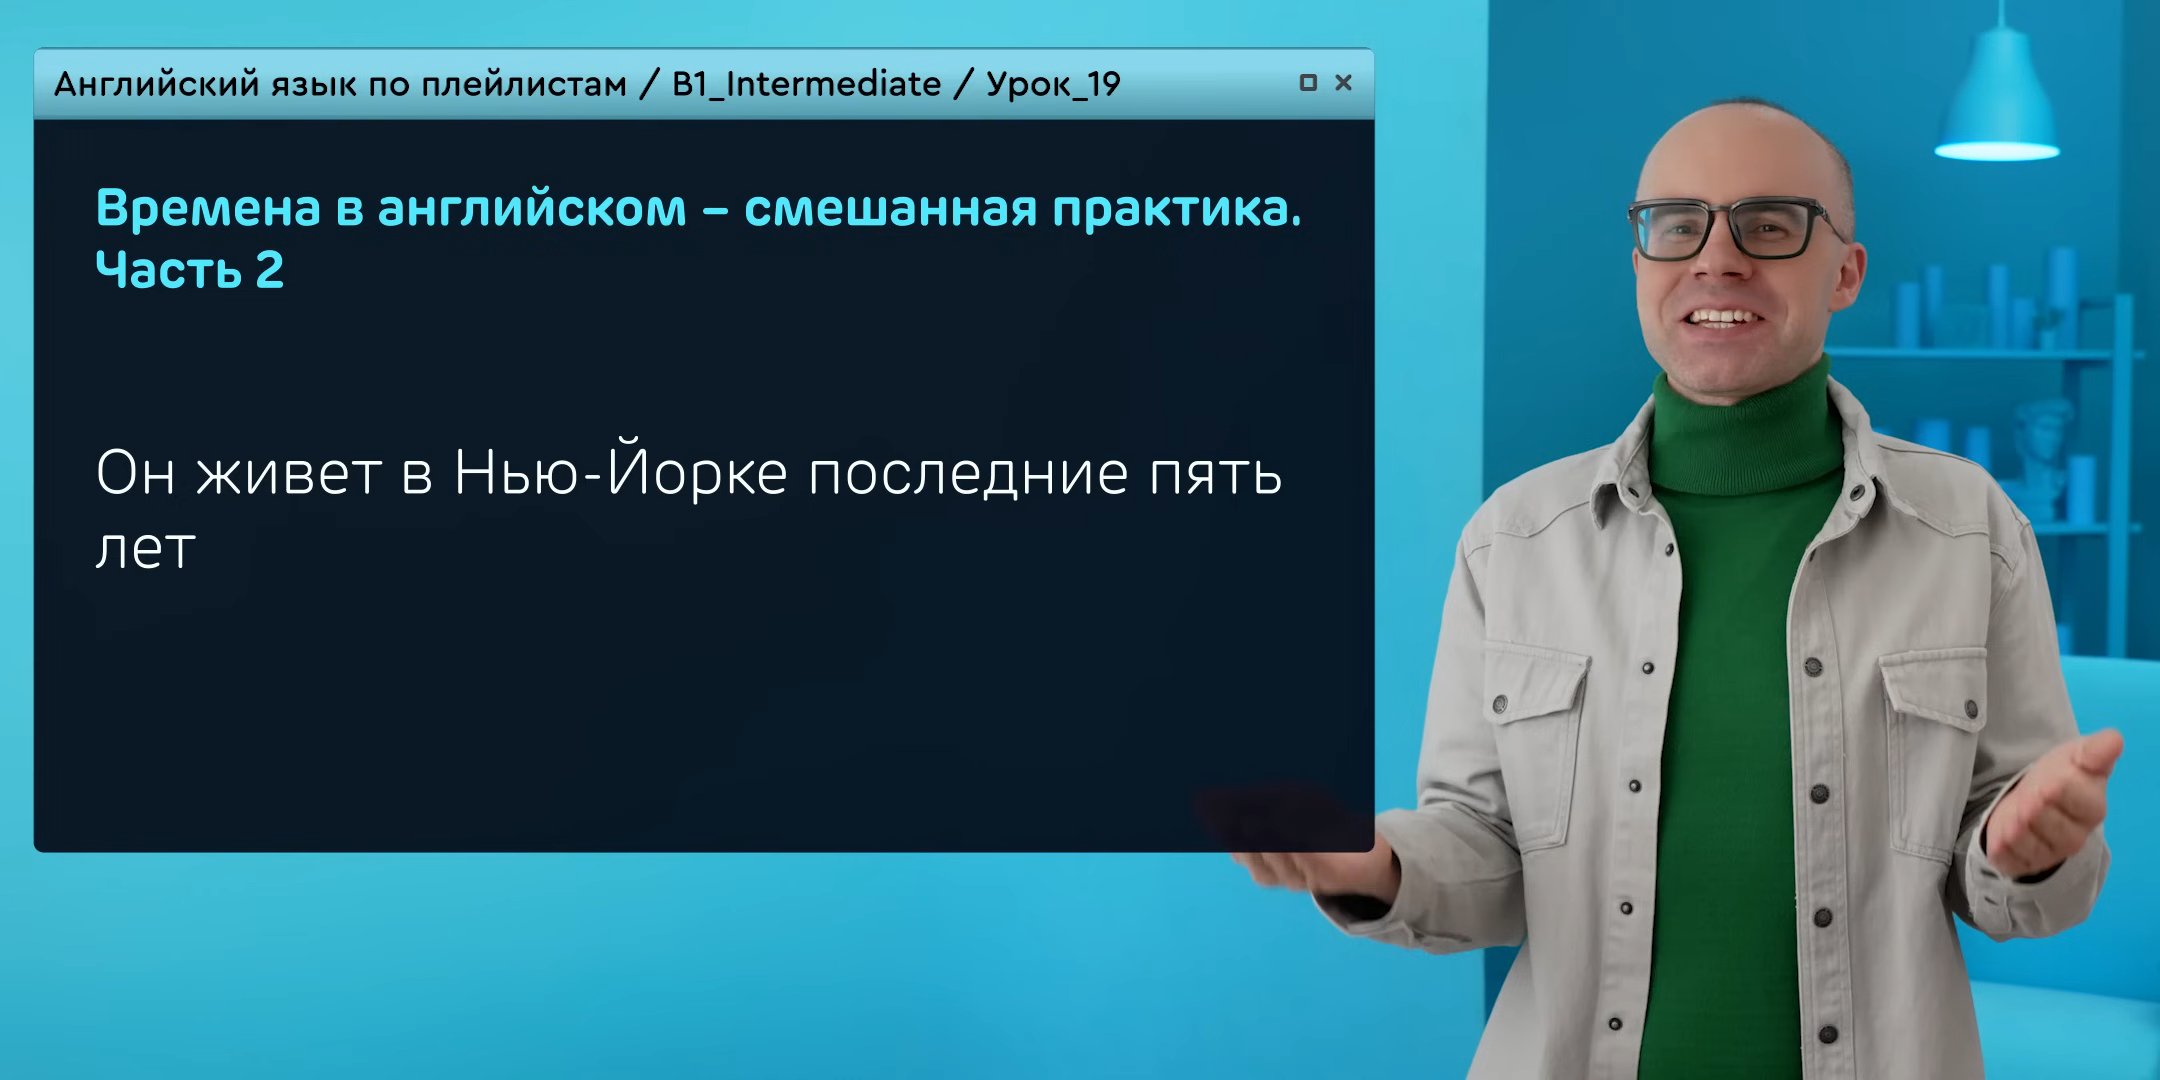 Английский язык по плейлистам / B1_Intermediate / Урок_19
Времена в английском – смешанная практика.
Часть 2
Он живет в Нью-Йорке последние пять
лет